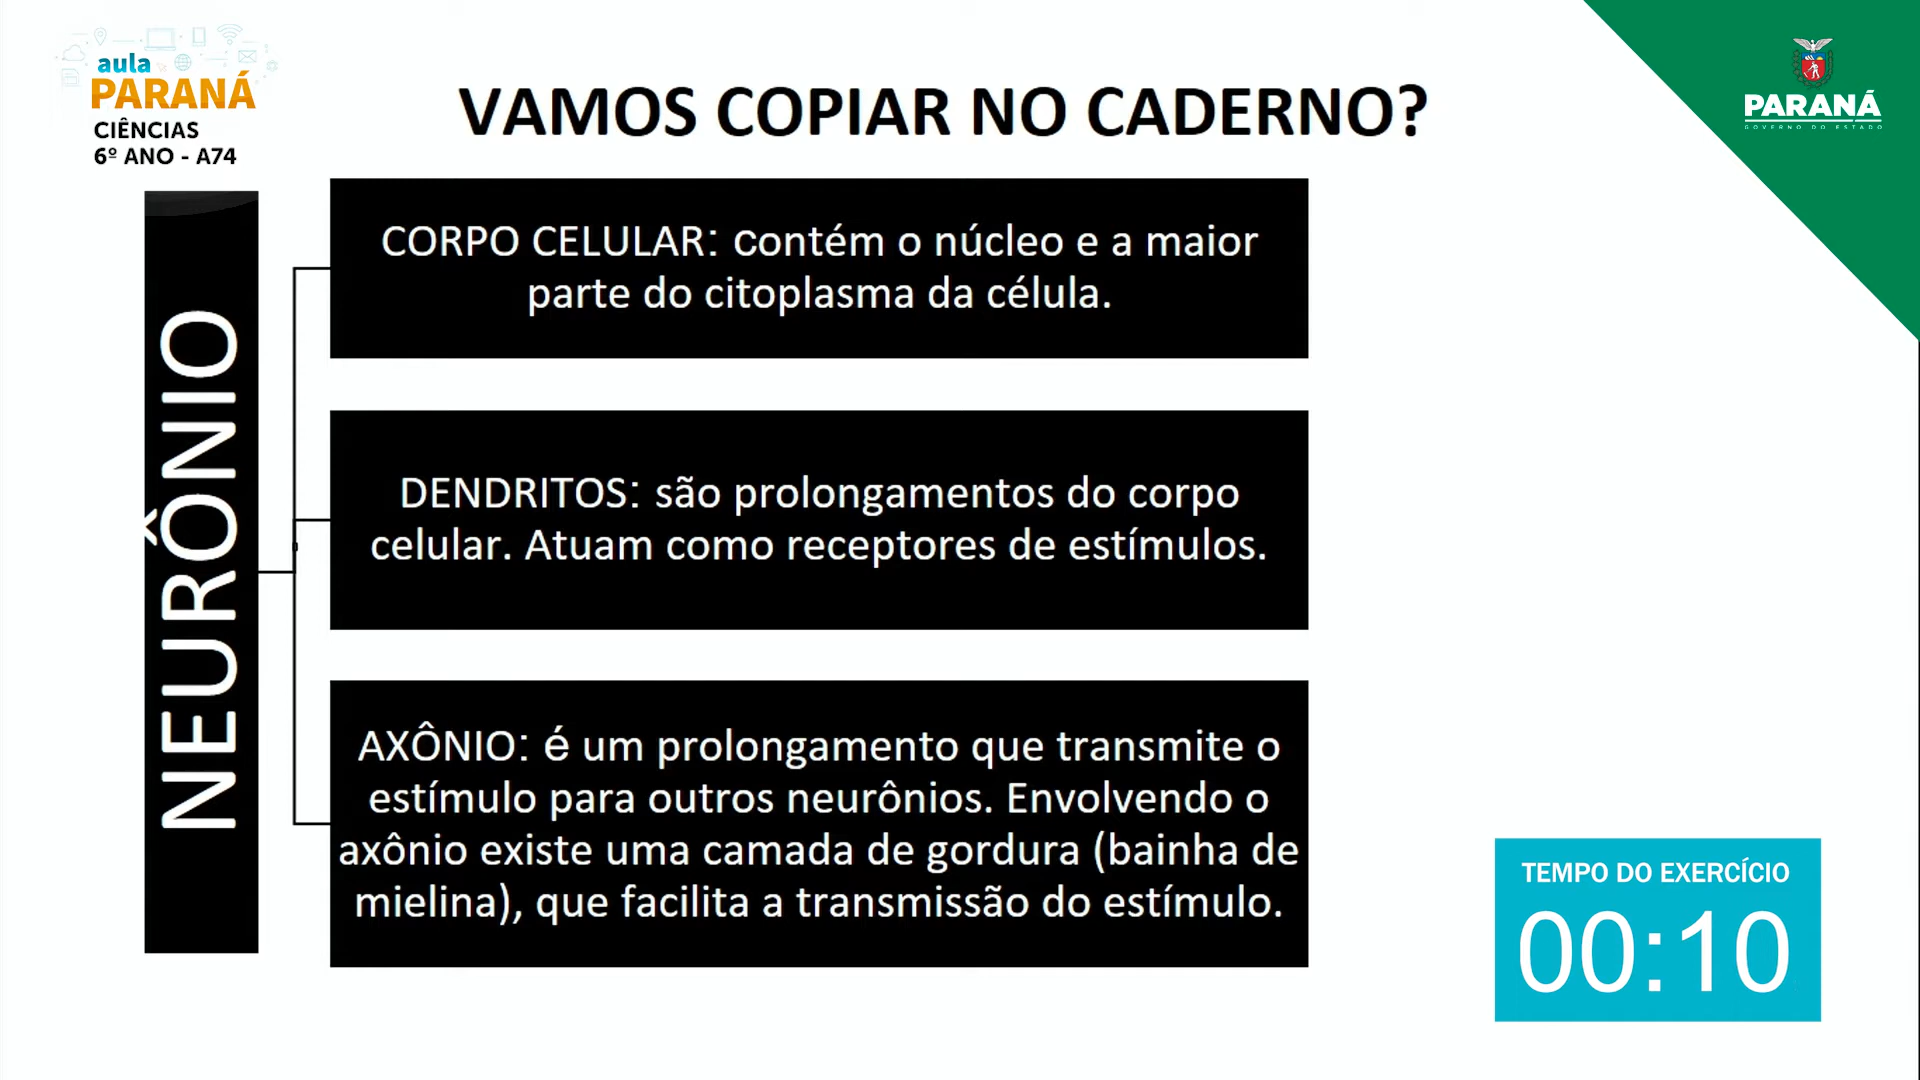 aula
PARANÁ
CIÊNCIAS
6º ANO - A74
VAMOS COPIAR NO CADERNO?
PARANÁ
GOVERNO DO ESTADO
NEURÔNIO
CORPO CELULAR: contém o núcleo e a maior
parte do citoplasma da célula.
DENDRITOS: são prolongamentos do corpo
celular. Atuam como receptores de estímulos.
AXÔNIO: é um prolongamento que transmite o
estímulo para outros neurônios. Envolvendo o
axônio existe uma camada de gordura (bainha de
mielina), que facilita a transmissão do estímulo.
TEMPO DO EXERCÍCIO
00:10